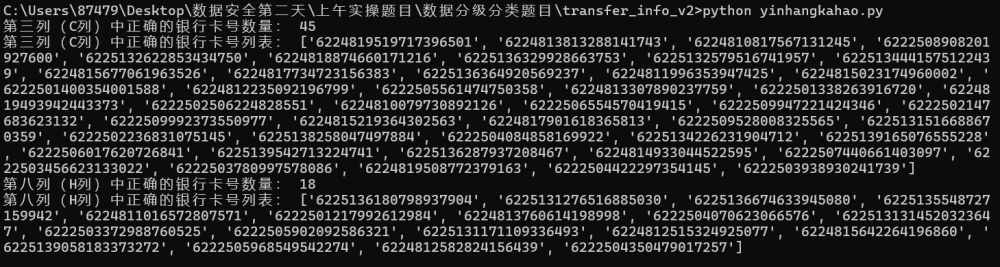 C:\Users\87479\Desktop\数据安全第二天\上午实操题目\数据分级分类题目\transfer_info_v2>python yinhangkahao.py
第三列 (C列) 中正确的银行卡号数量： 45
第三列 (C列) 中正确的银行卡号列表： ['6224819519717396501', '6224813813288141743', '6224810817567131245', '6222508908201
927600', '6225132622853434750', '6224818874660171216', '6225136329928663753', '6225132579516741957', '622513444157512243
9', '6224815677061963526', '6224817734723156383', '6225136364920569237', '6224811996353947425', '6224815023174960002', '
6222501400354001588', '6224812235092196799', '6222505561474750358', '6224813307890237759', '6222501338263916720', '62248
19493942443373', '6222502506224828551', '6224810079730892126', '6222506554570419415', '6222509947221424346', '6222502147
683623132', '6222509992373550977', '6224815219364302563', '6224817901618365813', '6222509528008325565', '622513151668867
0359', '6222502236831075145', '6225138258047497884', '6222504084858169922', '6225134226231904712', '6225139165076555228'
, '6222506017620726841', '6225139542713224741', '6225136287937208467', '6224814933044522595', '6222507440661403097', '62
22503456623133022', '6222503780997578086', '6224819508772379163', '6222504422297354145', '6222503938930241739']
第八列 (H列) 中正确的银行卡号数量： 18
第八列 (H列) 中正确的银行卡号列表： ['6225136180798937904', '6225131276516885030', '6225136674633945080', '6225135548727
159942', '6224811016572807571', '6222501217992612984', '6224813760614198998', '6222504070623066576', '622513131452032364
7', '6222503372988760525', '6222505902092586321', '6225131171109336493', '6224812515324925077', '6224815642264196860', '
6225139058183373272', '6222505968549542274', '6224812582824156439', '6222504350479017257']